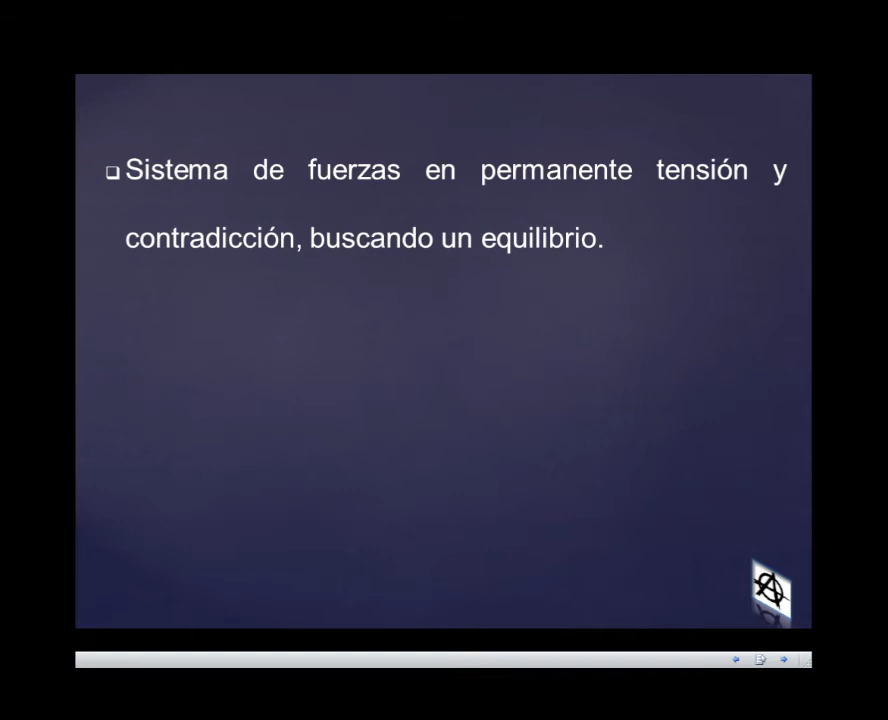 Sistema de fuerzas en permanente tensión y
contradicción, buscando un equilibrio.